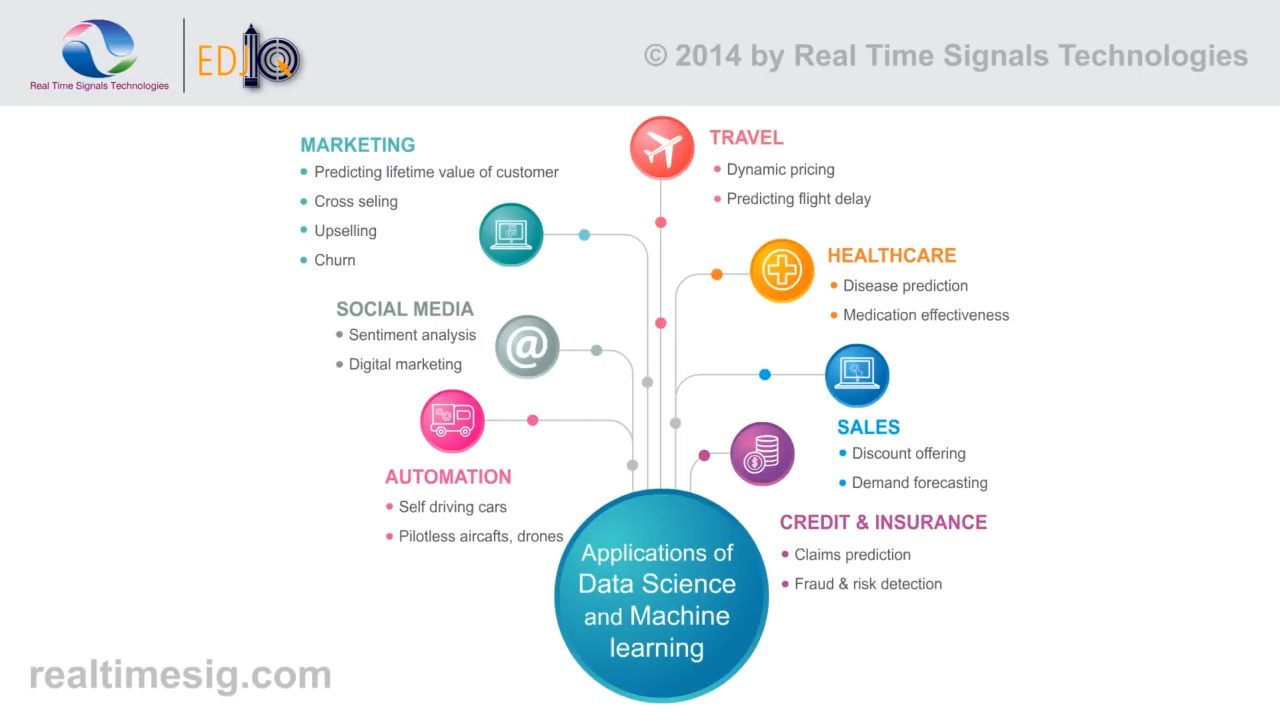 Real Time Signals Technologies
EDJIQ
© 2014 by Real Time Signals Technologies
MARKETING
Predicting lifetime value of customer
Cross seling
Upselling
Churn
TRAVEL
Dynamic pricing
Predicting flight delay
HEALTHCARE
Disease prediction
Medication effectiveness
SOCIAL MEDIA
Sentiment analysis
Digital marketing
@
SALES
Discount offering
Demand forecasting
AUTOMATION
Self driving cars
Pilotless aircafts, drones
$
CREDIT & INSURANCE
Claims prediction
Fraud & risk detection
Applications of
Data Science
and Machine
learning
realtimesig.com